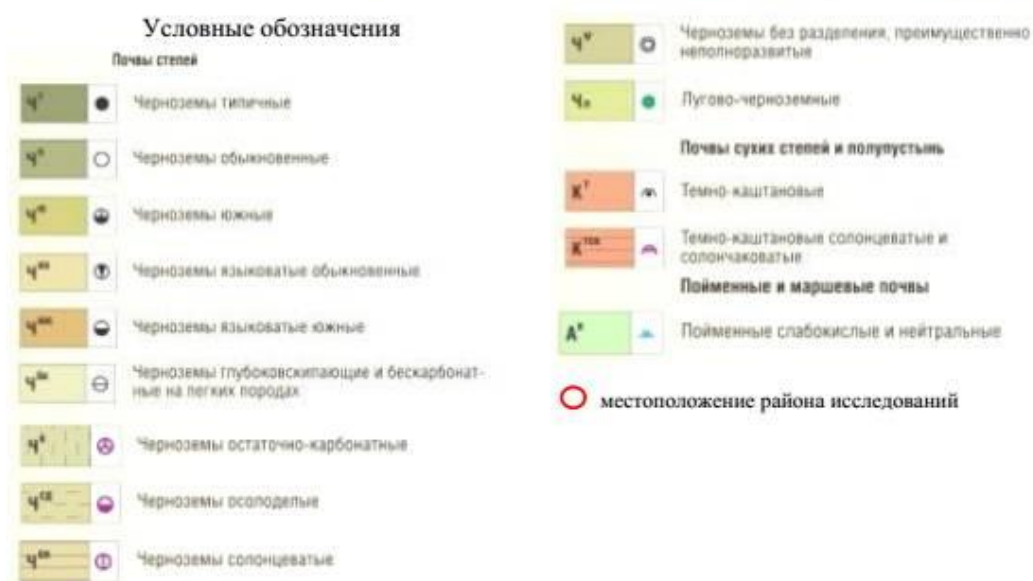 Условные обозначения
Почвы степей
Черноземы типичные
Черноземы обыкновенные
Черноземы южные
Черноземы языковатые обыкновенные
Черноземы языковатые южные
Черноземы глубоковскипающие и бескарбонат-
ные на легких породах
Черноземы остаточно-карбонатные
Черноземы осолоделые
Черноземы солонцеватые
Черноземы без разделения, преимущественно
неполноразвитые
Лугово-черноземные
Почвы сухих степей и полупустынь
К Т
Темно-каштановые
Темно-каштановые солонцеватые и
солончаковатые
Пойменные и маршевые почвы
Пойменные слабокислые и нейтральные
местоположение района исследований